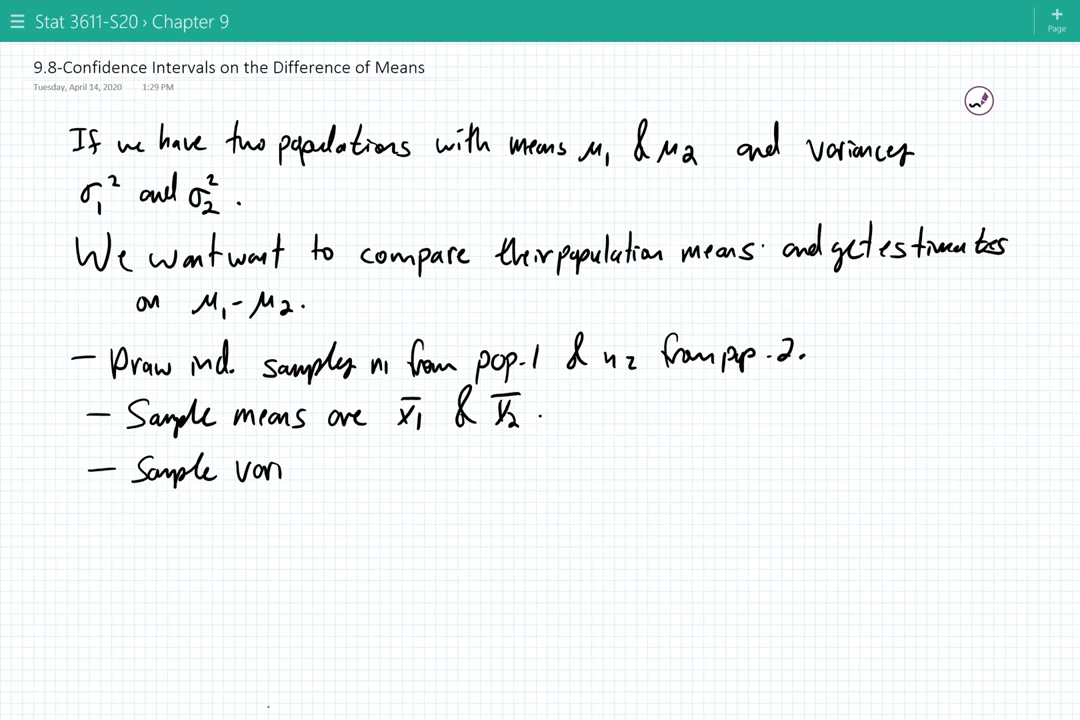 Stat 3611-S20 › Chapter 9
Page
9.8-Confidence Intervals on the Difference of Means
Tuesday, April 14, 2020 1:29 PM
If we have two populations with means μ₁ & μ₂ and variances
σ₁² and σ₂².
We want want to compare their population means and get estimates
on μ₁-μ₂.
- Draw ind. samples n₁ from pop.1 & n₂ from pop.2.
- Sample means are x̄₁ & x̄₂.
- Sample var